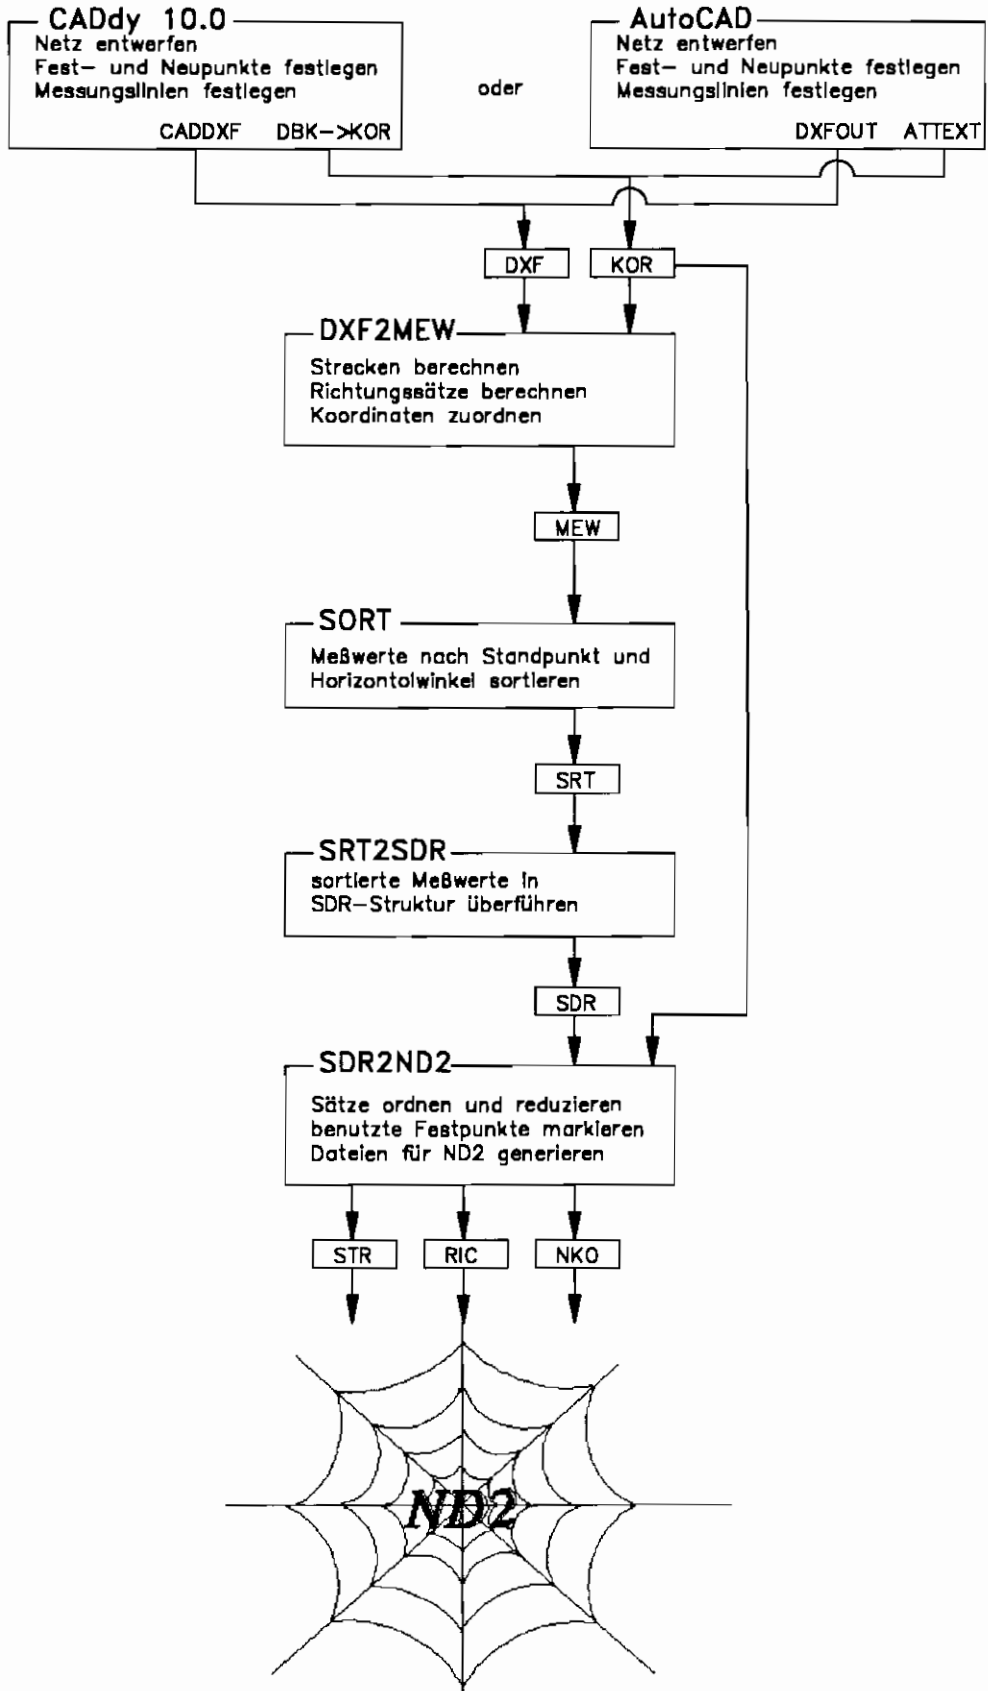 CADdy 10.0
Netz entwerfen
Fest- und Neupunkte festlegen
Messungslinien festlegen
CADDXF DBK->KOR
oder
AutoCAD
Netz entwerfen
Fest- und Neupunkte festlegen
Messungslinien festlegen
DXFOUT ATTEXT
DXF
KOR
DXF2MEW
Strecken berechnen
Richtungssätze berechnen
Koordinaten zuordnen
MEW
SORT
Meßwerte nach Standpunkt und
Horizontalwinkel sortieren
SRT
SRT2SDR
sortierte Meßwerte in
SDR-Struktur überführen
SDR
SDR2ND2
Sätze ordnen und reduzieren
benutzte Festpunkte markieren
Dateien für ND2 generieren
STR
RIC
NKO
ND2